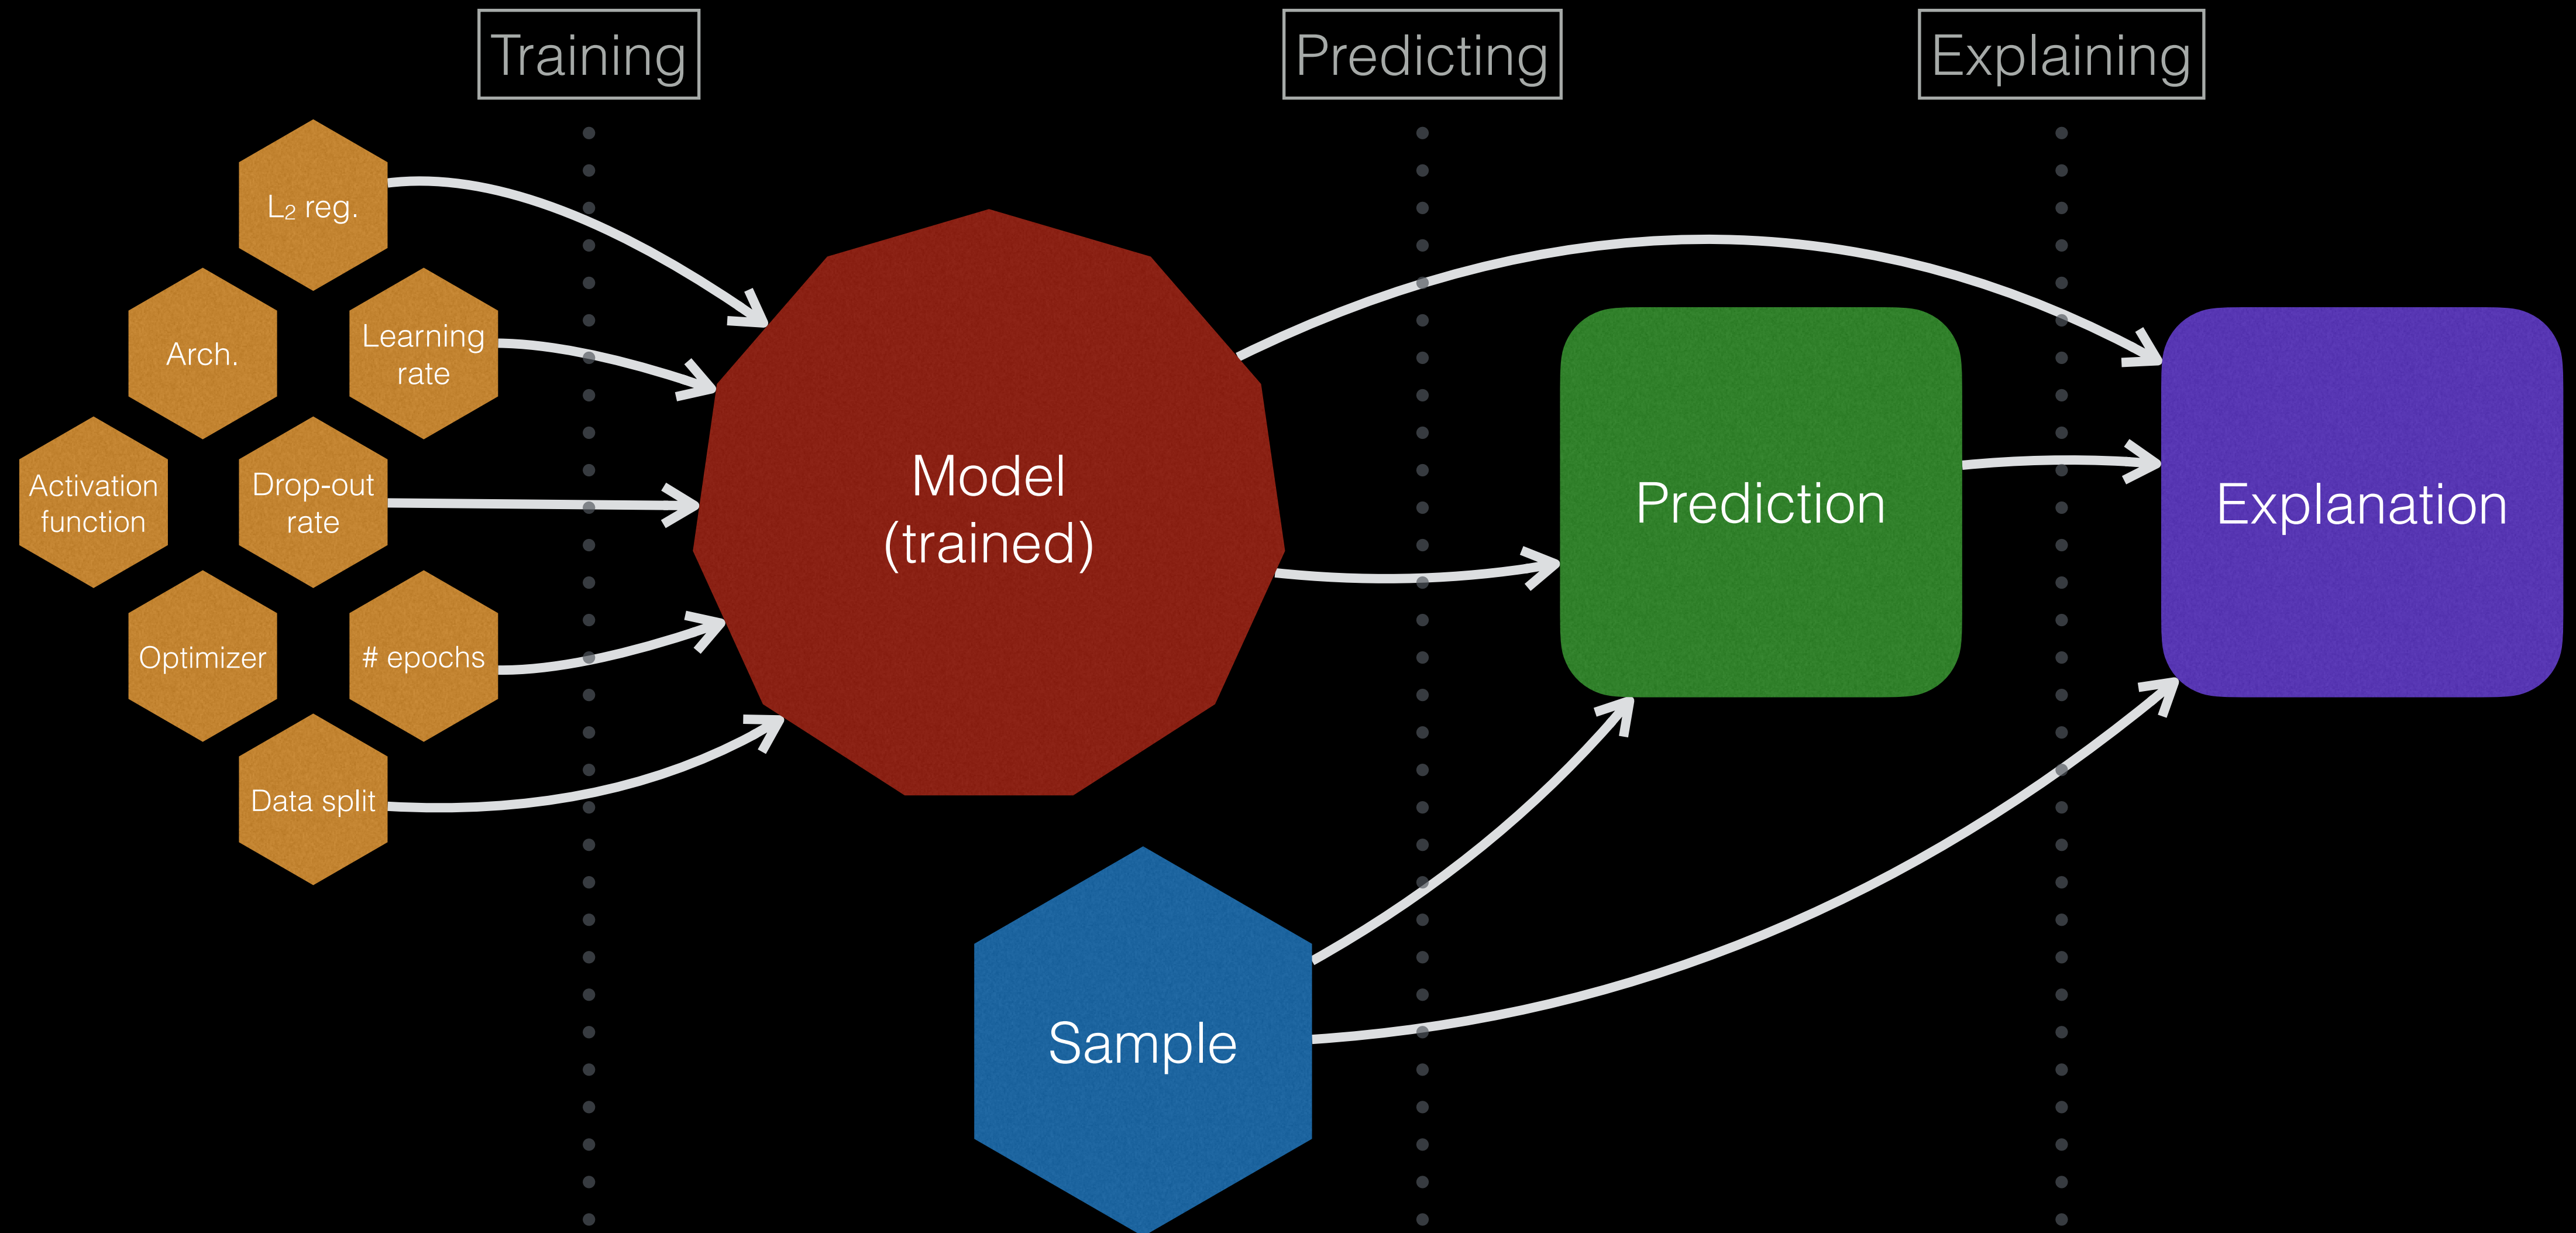 Training
Predicting
Explaining
L₂ reg.
Arch.
Learning
rate
Activation
function
Drop-out
rate
Optimizer
# epochs
Data split
Model
(trained)
Sample
Prediction
Explanation